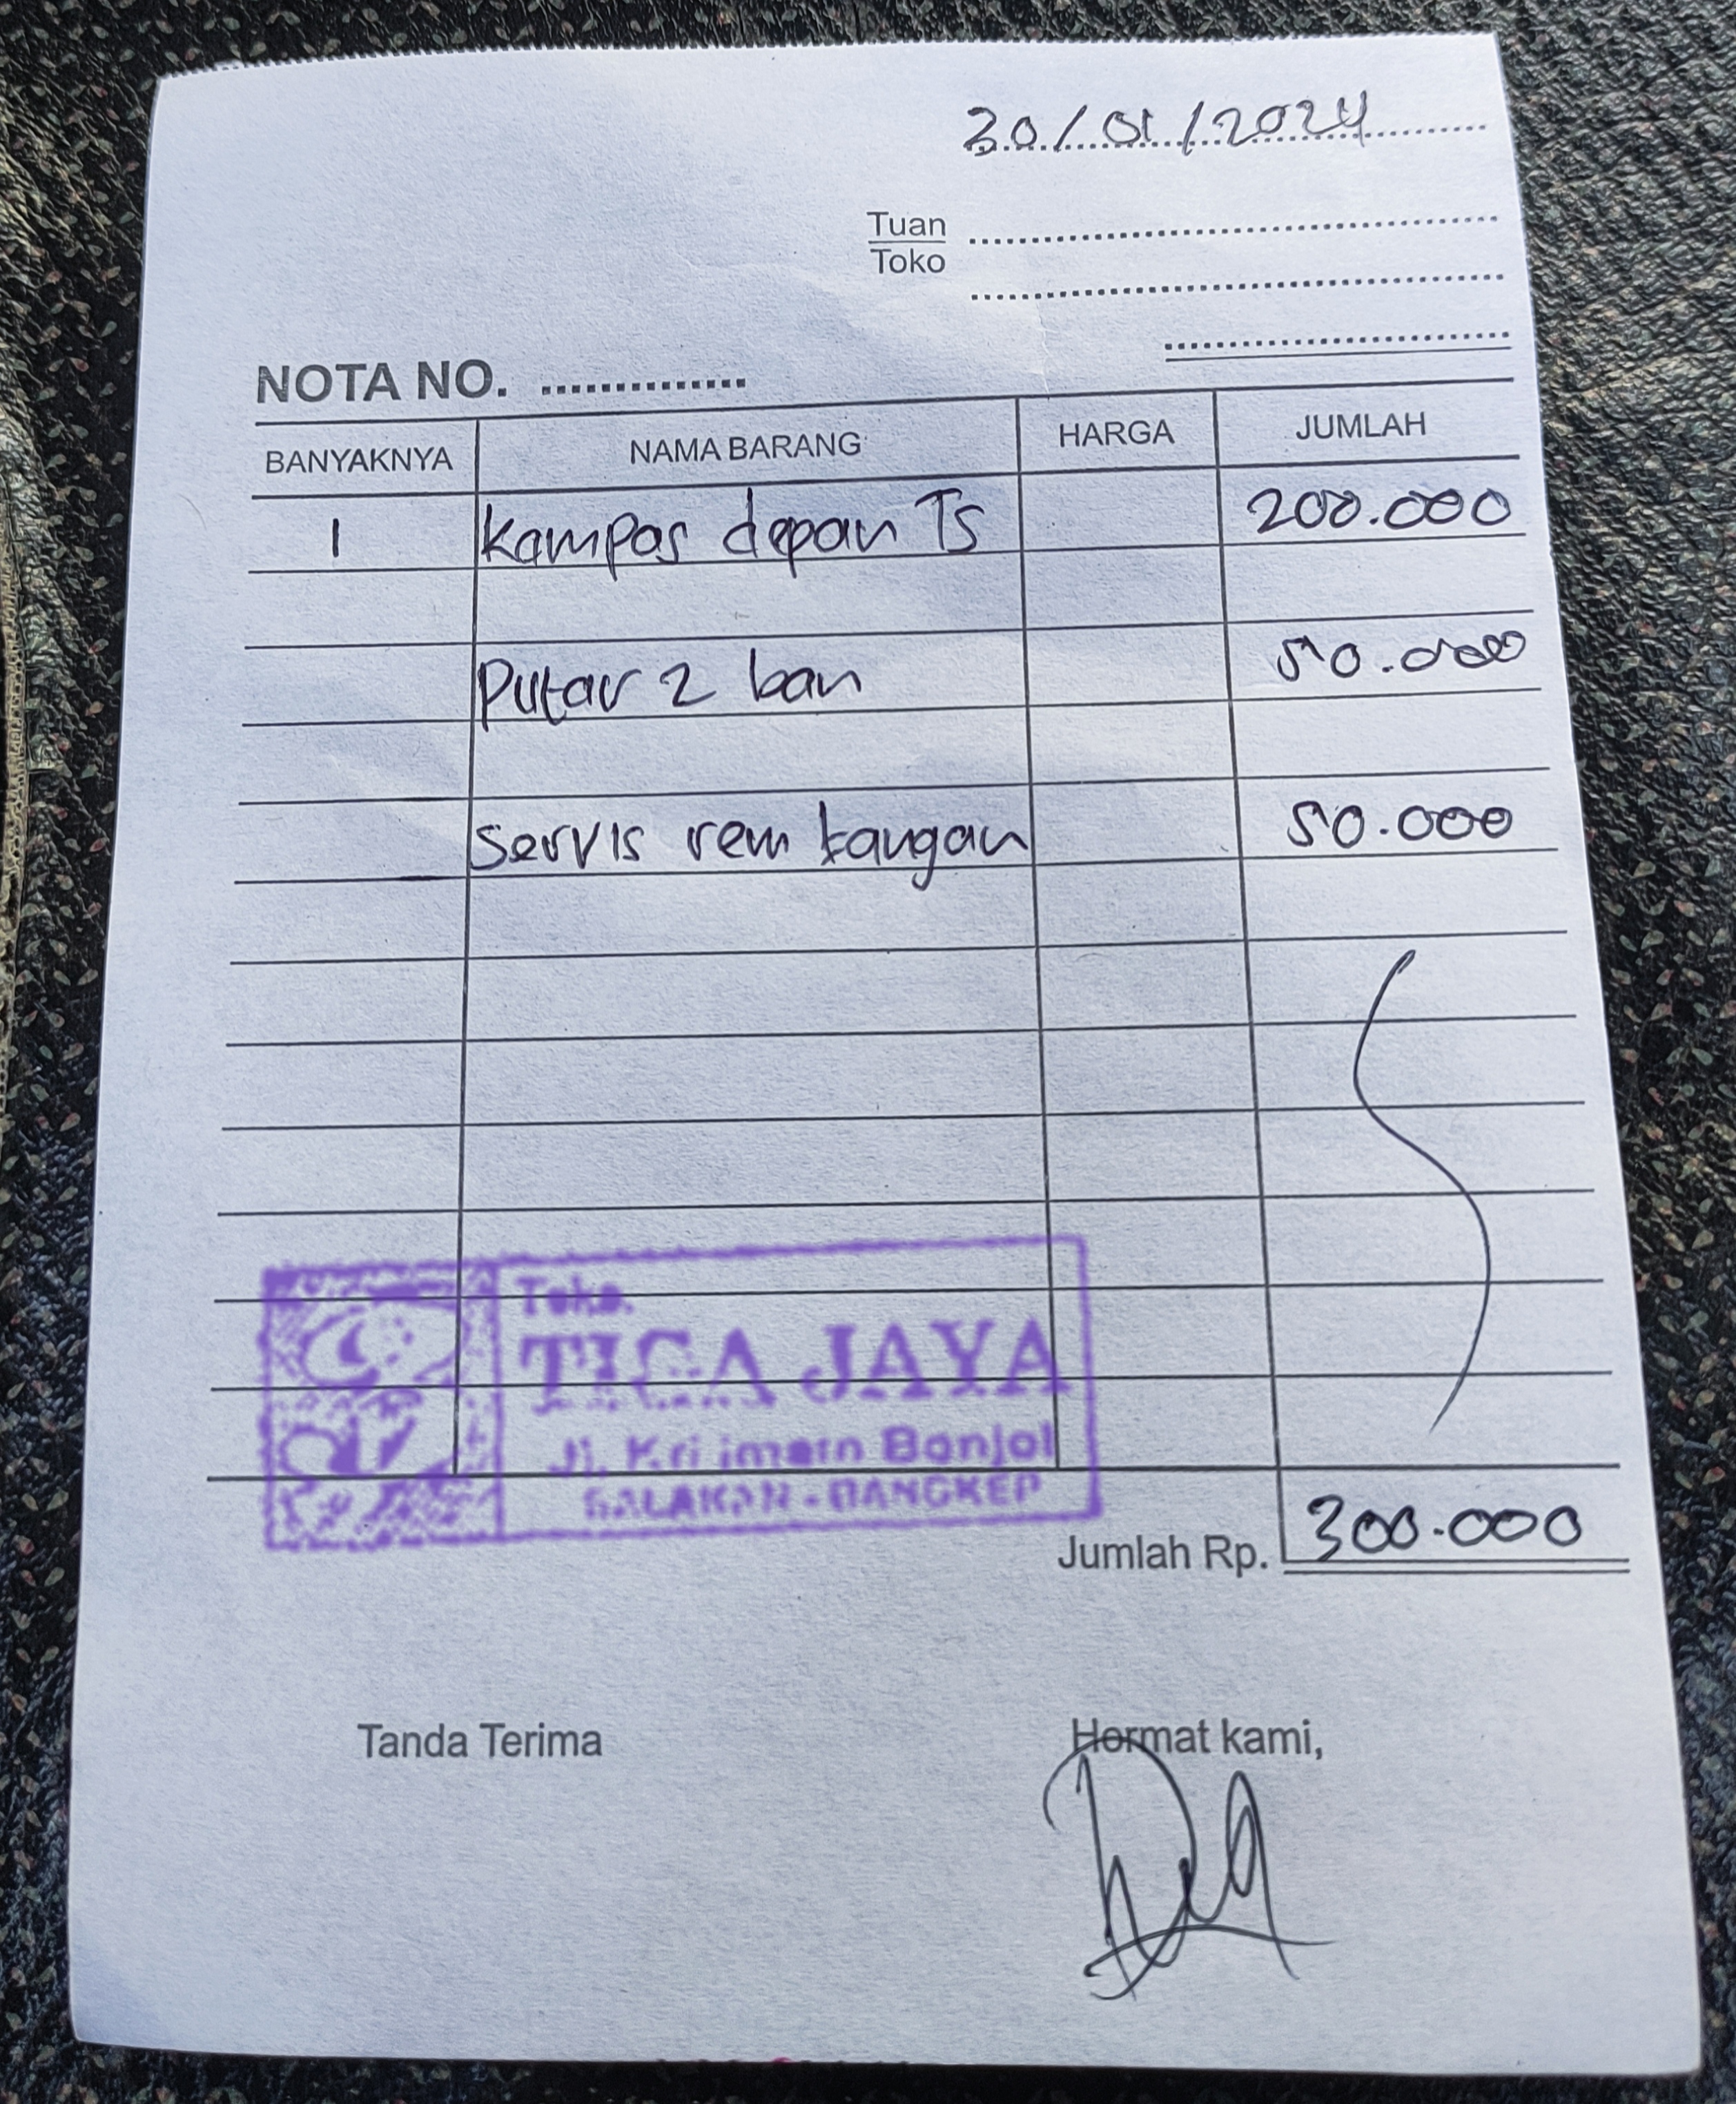 30/01/2024
Tuan
Toko
NOTA NO.
BANYAKNYA NAMA BARANG HARGA JUMLAH
1 Kampas depan Ts 200.000
Putar 2 ban 50.000
Servis rem tangan 50.000
Toko.
TIGA JAYA
Jl. Kri imam Bonjol
SALAKAN - BANGKEP
Jumlah Rp. 300.000
Tanda Terima Hormat kami,